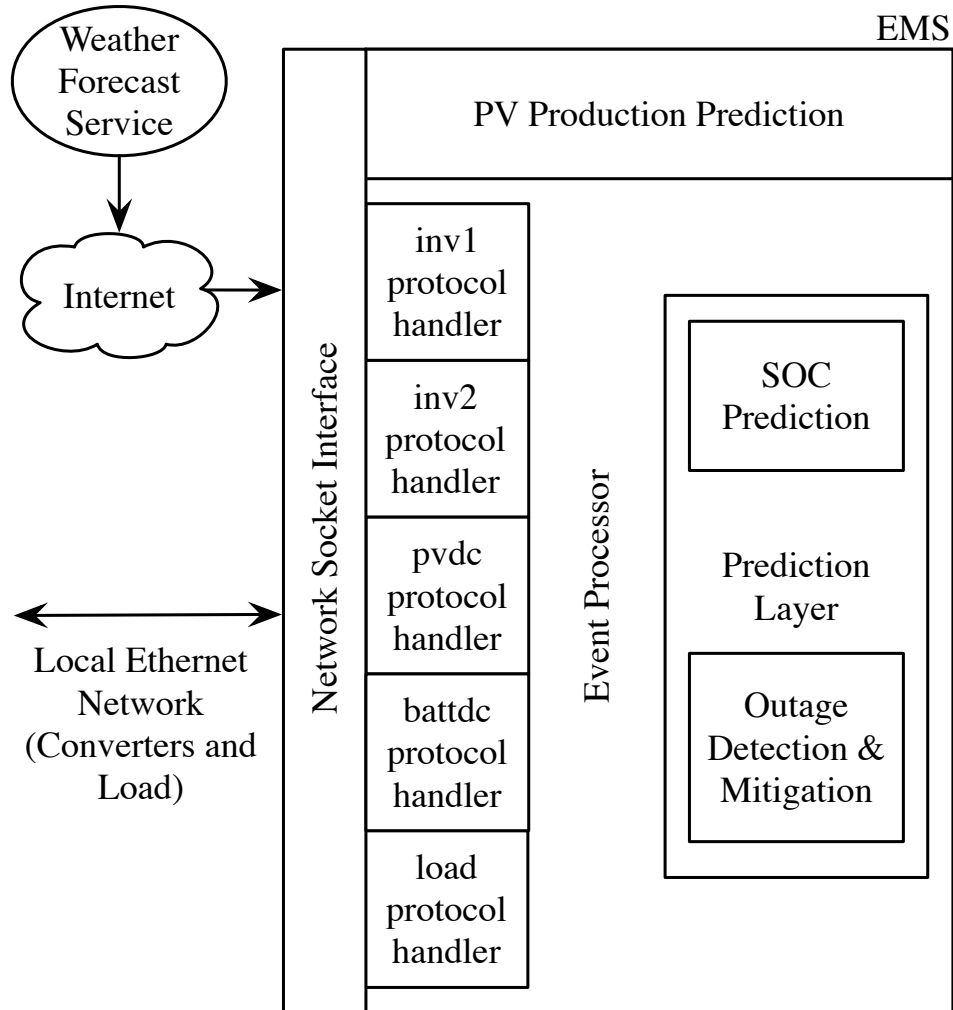 EMS
Weather
Forecast
Service
PV Production Prediction
Internet
Network Socket Interface
inv1
protocol
handler
inv2
protocol
handler
pvdc
protocol
handler
battdc
protocol
handler
load
protocol
handler
Event Processor
SOC
Prediction
Prediction
Layer
Outage
Detection &
Mitigation
Local Ethernet
Network
(Converters and
Load)